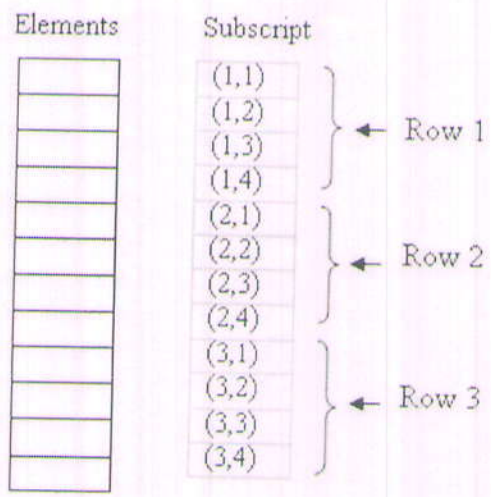 Elements Subscript
(1,1)
(1,2)
(1,3) Row 1
(1,4)
(2,1)
(2,2) Row 2
(2,3)
(2,4)
(3,1)
(3,2)
(3,3) Row 3
(3,4)